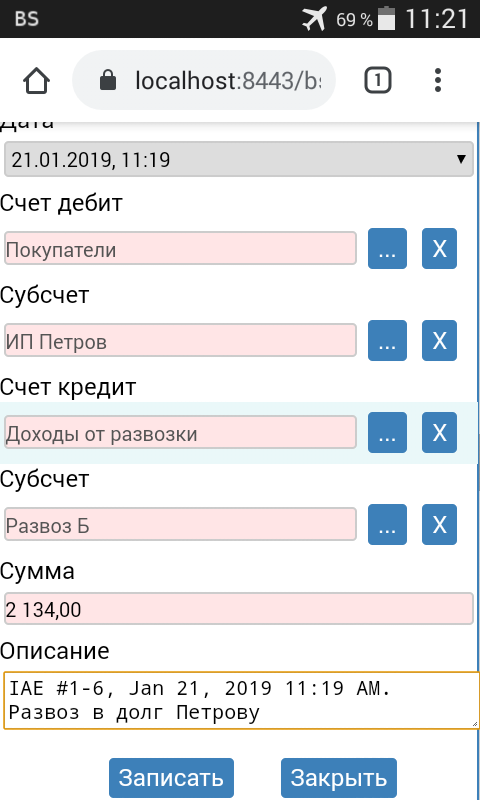 BS 69 % 11:21
localhost:8443/bs
1
Дата
21.01.2019, 11:19
Счет дебит
Покупатели ... X
Субсчет
ИП Петров ... X
Счет кредит
Доходы от развозки ... X
Субсчет
Развоз Б ... X
Сумма
2 134,00
Описание
IAE #1-6, Jan 21, 2019 11:19 AM.
Развоз в долг Петрову
Записать Закрыть